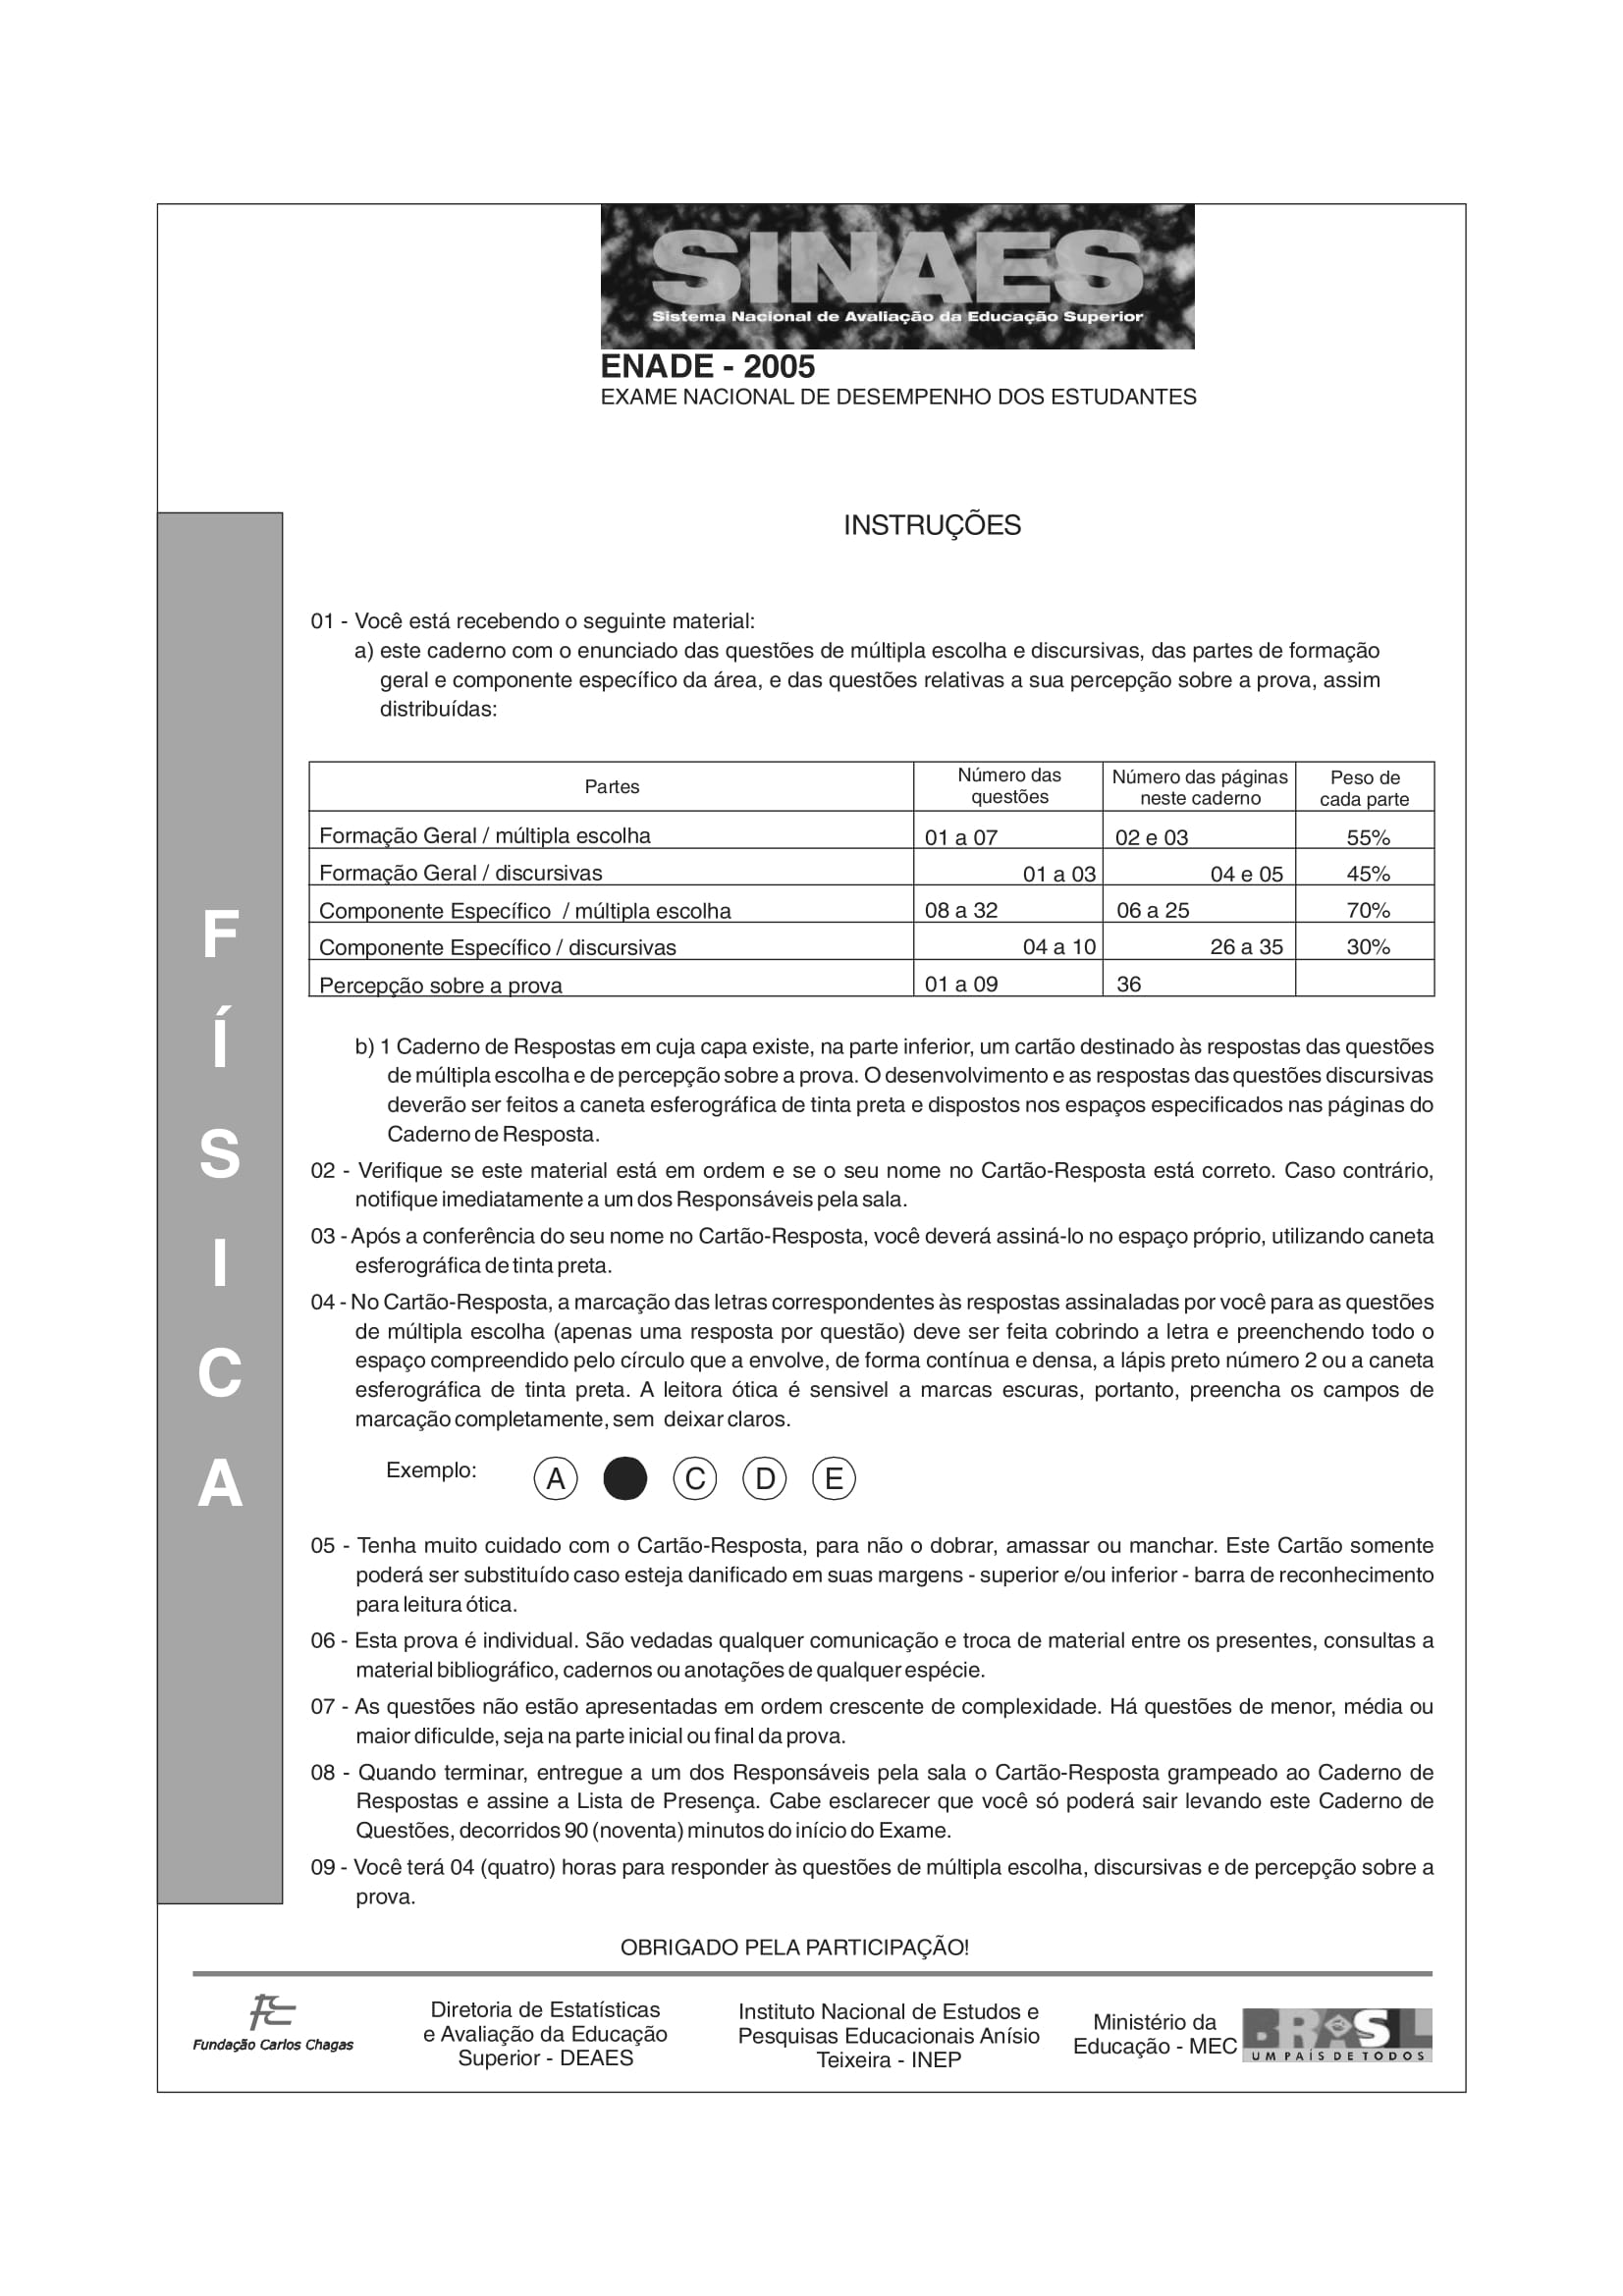 SINAES
Sistema Nacional de Avaliação da Educação Superior
ENADE - 2005
EXAME NACIONAL DE DESEMPENHO DOS ESTUDANTES
INSTRUÇÕES
01 - Você está recebendo o seguinte material:
a) este caderno com o enunciado das questões de múltipla escolha e discursivas, das partes de formação
geral e componente específico da área, e das questões relativas a sua percepção sobre a prova, assim
distribuídas:
Partes Número das questões Número das páginas neste caderno Peso de cada parte
Formação Geral / múltipla escolha 01 a 07 02 e 03 55%
Formação Geral / discursivas 01 a 03 04 e 05 45%
Componente Específico / múltipla escolha 08 a 32 06 a 25 70%
Componente Específico / discursivas 04 a 10 26 a 35 30%
Percepção sobre a prova 01 a 09 36
b) 1 Caderno de Respostas em cuja capa existe, na parte inferior, um cartão destinado às respostas das questões
de múltipla escolha e de percepção sobre a prova. O desenvolvimento e as respostas das questões discursivas
deverão ser feitos a caneta esferográfica de tinta preta e dispostos nos espaços especificados nas páginas do
Caderno de Resposta.
02 - Verifique se este material está em ordem e se o seu nome no Cartão-Resposta está correto. Caso contrário,
notifique imediatamente a um dos Responsáveis pela sala.
03 - Após a conferência do seu nome no Cartão-Resposta, você deverá assiná-lo no espaço próprio, utilizando caneta
esferográfica de tinta preta.
04 - No Cartão-Resposta, a marcação das letras correspondentes às respostas assinaladas por você para as questões
de múltipla escolha (apenas uma resposta por questão) deve ser feita cobrindo a letra e preenchendo todo o
espaço compreendido pelo círculo que a envolve, de forma contínua e densa, a lápis preto número 2 ou a caneta
esferográfica de tinta preta. A leitora ótica é sensivel a marcas escuras, portanto, preencha os campos de
marcação completamente, sem deixar claros.
Exemplo: A C D E
05 - Tenha muito cuidado com o Cartão-Resposta, para não o dobrar, amassar ou manchar. Este Cartão somente
poderá ser substituído caso esteja danificado em suas margens - superior e/ou inferior - barra de reconhecimento
para leitura ótica.
06 - Esta prova é individual. São vedadas qualquer comunicação e troca de material entre os presentes, consultas a
material bibliográfico, cadernos ou anotações de qualquer espécie.
07 - As questões não estão apresentadas em ordem crescente de complexidade. Há questões de menor, média ou
maior dificulde, seja na parte inicial ou final da prova.
08 - Quando terminar, entregue a um dos Responsáveis pela sala o Cartão-Resposta grampeado ao Caderno de
Respostas e assine a Lista de Presença. Cabe esclarecer que você só poderá sair levando este Caderno de
Questões, decorridos 90 (noventa) minutos do início do Exame.
09 - Você terá 04 (quatro) horas para responder às questões de múltipla escolha, discursivas e de percepção sobre a
prova.
OBRIGADO PELA PARTICIPAÇÃO!
FÍSICA
Fundação Carlos Chagas
Diretoria de Estatísticas
e Avaliação da Educação
Superior - DEAES
Instituto Nacional de Estudos e
Pesquisas Educacionais Anísio
Teixeira - INEP
Ministério da
Educação - MEC
BRASIL
UM PAÍS DE TODOS